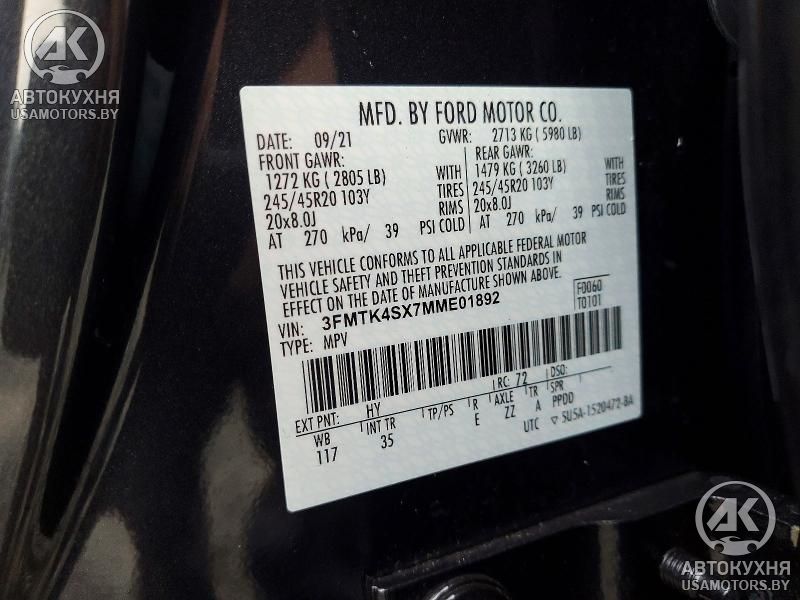 АК
АВТОКУХНЯ
USAMOTORS.BY
MFD. BY FORD MOTOR CO.
DATE: 09/21 GVWR: 2713 KG ( 5980 LB)
FRONT GAWR: REAR GAWR:
1272 KG ( 2805 LB) WITH 1479 KG ( 3260 LB) WITH
245/45R20 103Y TIRES 245/45R20 103Y TIRES
20x8.0J RIMS 20x8.0J RIMS
AT 270 kPa/ 39 PSI COLD AT 270 kPa/ 39 PSI COLD
THIS VEHICLE CONFORMS TO ALL APPLICABLE FEDERAL MOTOR
VEHICLE SAFETY AND THEFT PREVENTION STANDARDS IN
EFFECT ON THE DATE OF MANUFACTURE SHOWN ABOVE.
VIN: 3FMTK4SX7MME01892 F0060
TYPE: MPV T0101
RC: 72 DSO:
EXT PNT: HY
WB INT TR TP/PS R AXLE TR SPR
117 35 E ZZ A PPDD
UTC ▽ 5U5A-1520472-BA
АК
АВТОКУХНЯ
USAMOTORS.BY